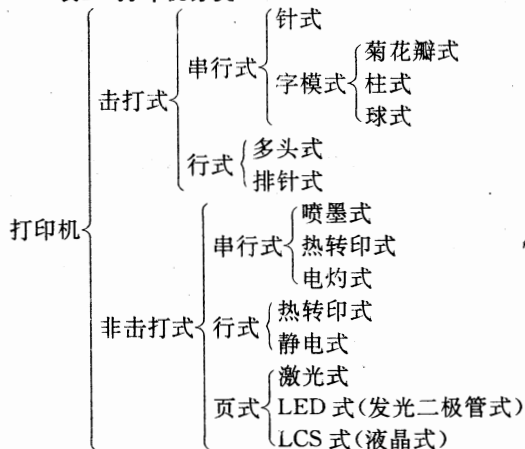 针式
串行式
菊花瓣式
字模式
柱式
击打式
球式
多头式
行式
排针式
打印机
喷墨式
串行式
热转印式
电灼式
热转印式
非击打式
行式
静电式
激光式
页式
LED 式(发光二极管式)
LCS 式(液晶式)